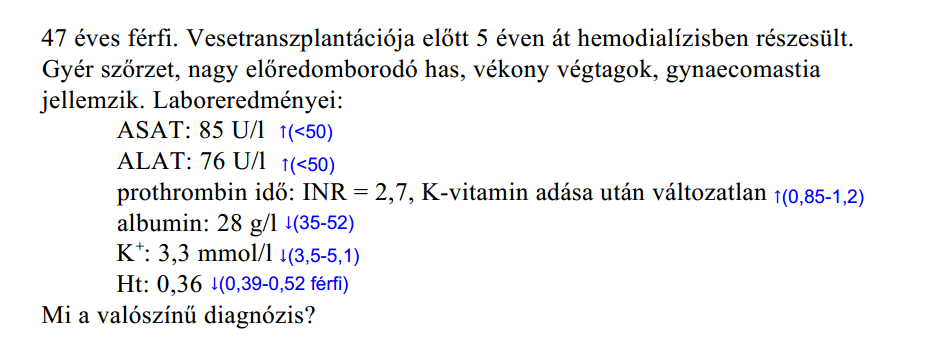 47 éves férfi. Vesetranszplantációja előtt 5 éven át hemodialízisben részesült.
Gyér szőrzet, nagy előredomborodó has, vékony végtagok, gynaecomastia
jellemzik. Laboreredményei:
ASAT: 85 U/l ↑(<50)
ALAT: 76 U/l ↑(<50)
prothrombin idő: INR = 2,7, K-vitamin adása után változatlan ↑(0,85-1,2)
albumin: 28 g/l ↓(35-52)
K⁺: 3,3 mmol/l ↓(3,5-5,1)
Ht: 0,36 ↓(0,39-0,52 férfi)
Mi a valószínű diagnózis?